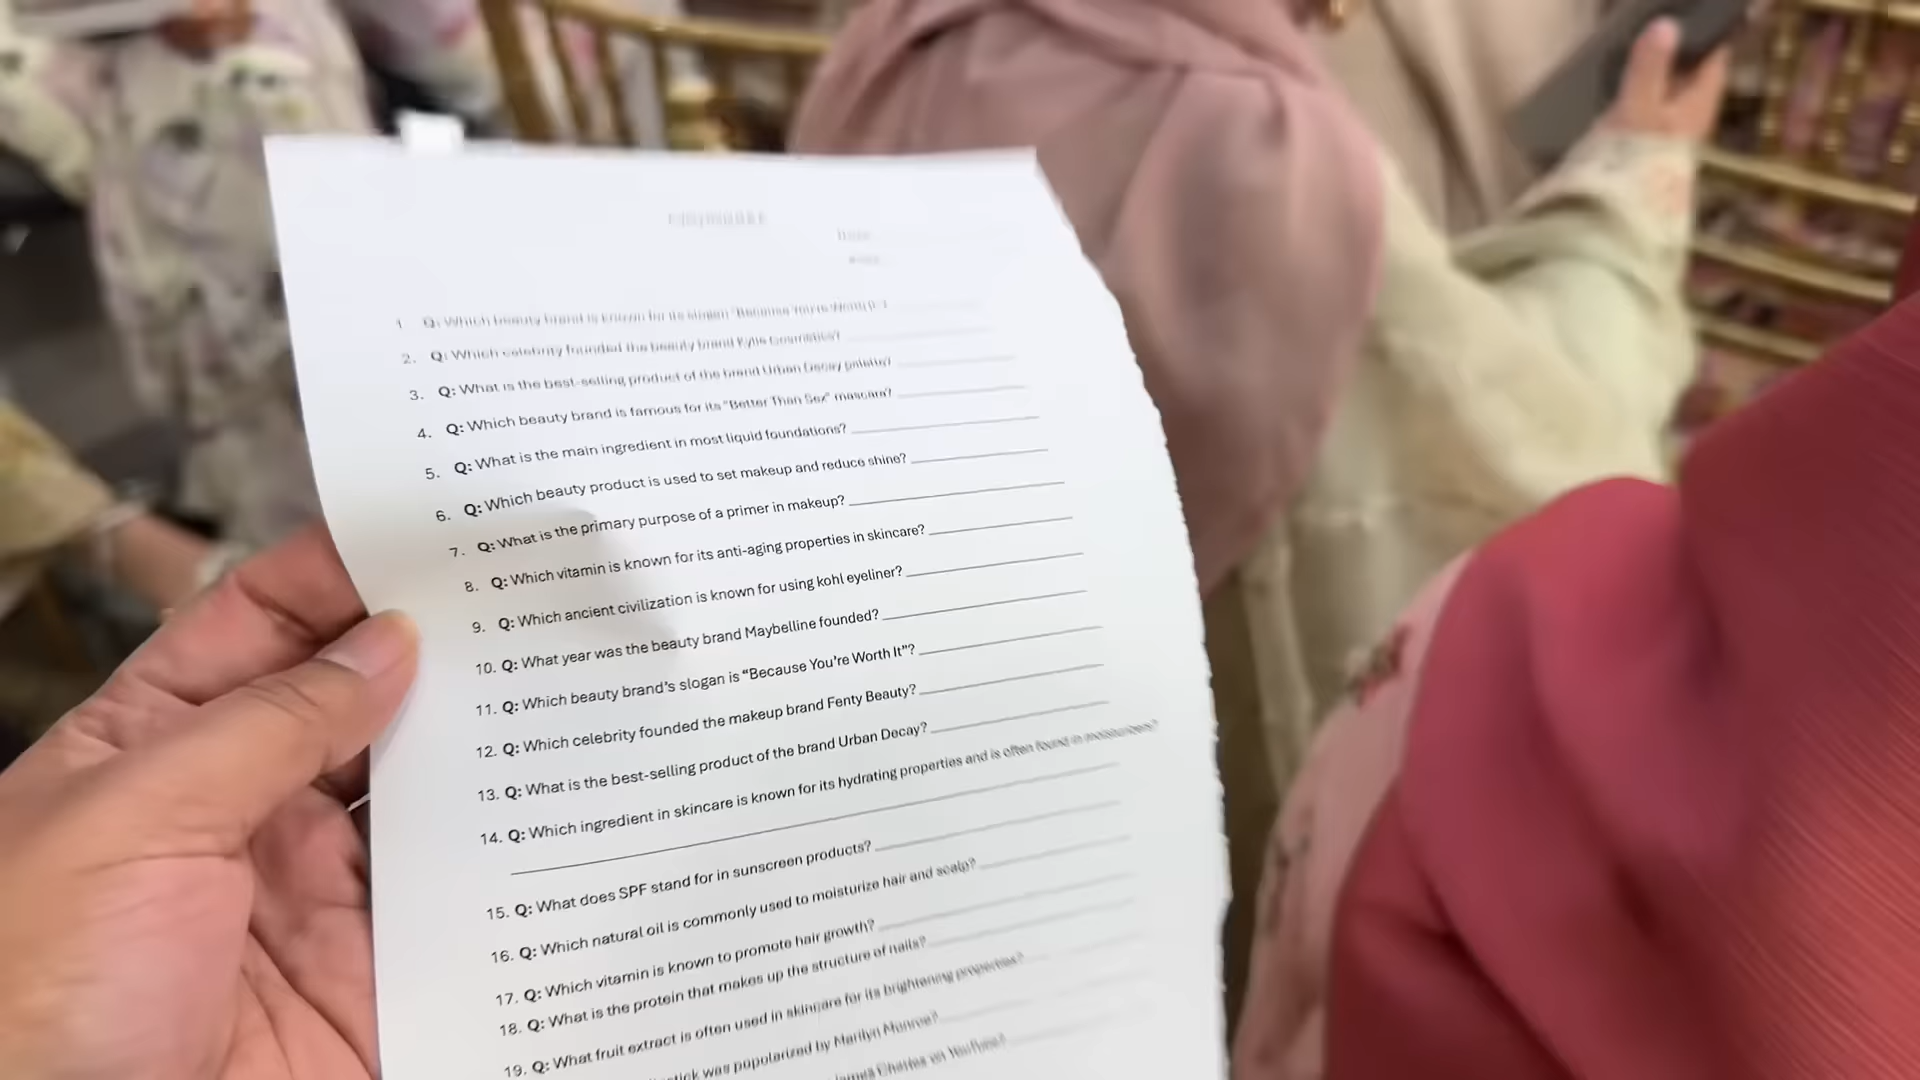 1. Q: Which beauty brand is known for its slogan "Because You're Worth It"?
2. Q: Which celebrity founded the beauty brand Kylie Cosmetics?
3. Q: What is the best-selling product of the brand Urban Decay palette?
4. Q: Which beauty brand is famous for its "Better Than Sex" mascara?
5. Q: What is the main ingredient in most liquid foundations?
6. Q: Which beauty product is used to set makeup and reduce shine?
7. Q: What is the primary purpose of a primer in makeup?
8. Q: Which vitamin is known for its anti-aging properties in skincare?
9. Q: Which ancient civilization is known for using kohl eyeliner?
10. Q: What year was the beauty brand Maybelline founded?
11. Q: Which beauty brand's slogan is “Because You’re Worth It”?
12. Q: Which celebrity founded the makeup brand Fenty Beauty?
13. Q: What is the best-selling product of the brand Urban Decay?
14. Q: Which ingredient in skincare is known for its hydrating properties and is often found in moisturizers?
15. Q: What does SPF stand for in sunscreen products?
16. Q: Which natural oil is commonly used to moisturize hair and scalp?
17. Q: Which vitamin is known to promote hair growth?
18. Q: What is the protein that makes up the structure of nails?
19. Q: What fruit extract is often used in skincare for its brightening properties?
was popularized by Marilyn Monroe?
James Charles on YouTube?